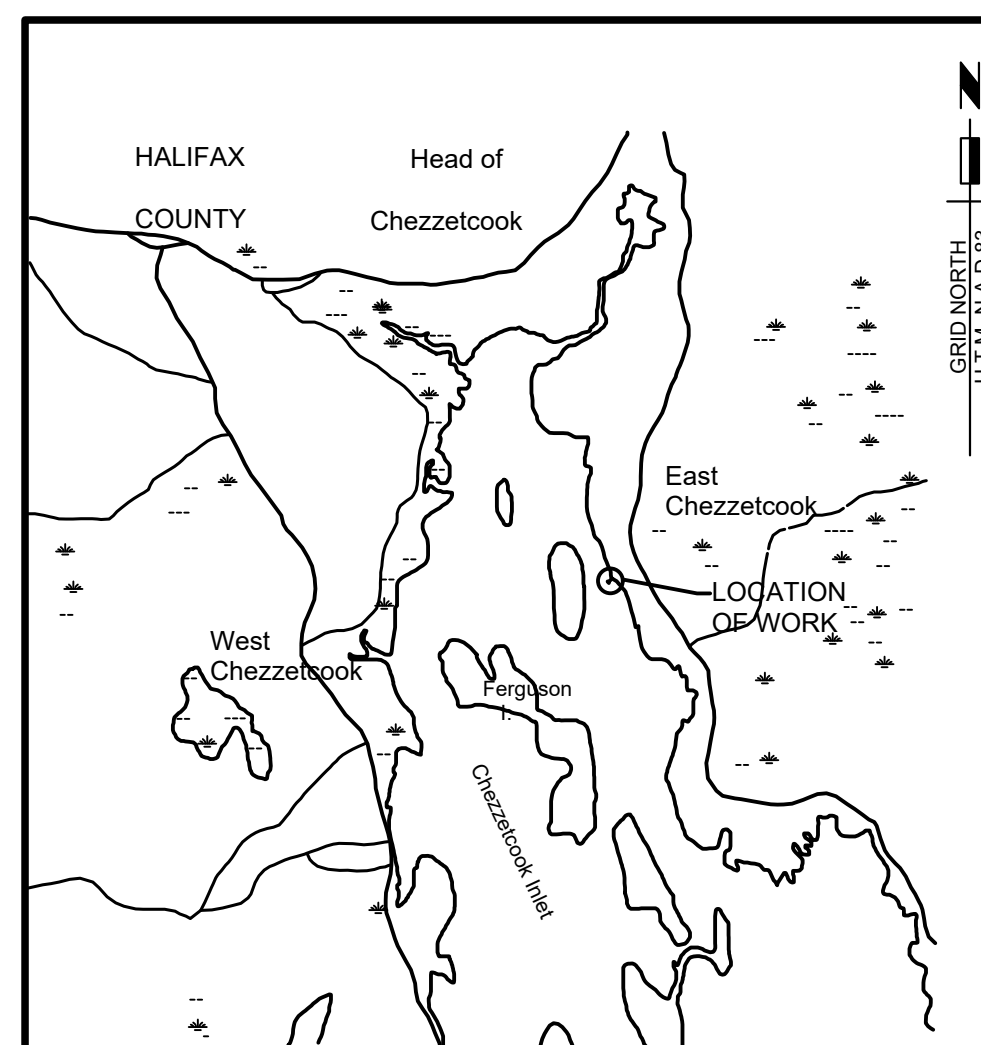 HALIFAX
COUNTY
Head of
Chezzetcook
N
GRID NORTH
East
Chezzetcook
LOCATION
OF WORK
West
Chezzetcook
Ferguson
I.
Chezzetcook Inlet